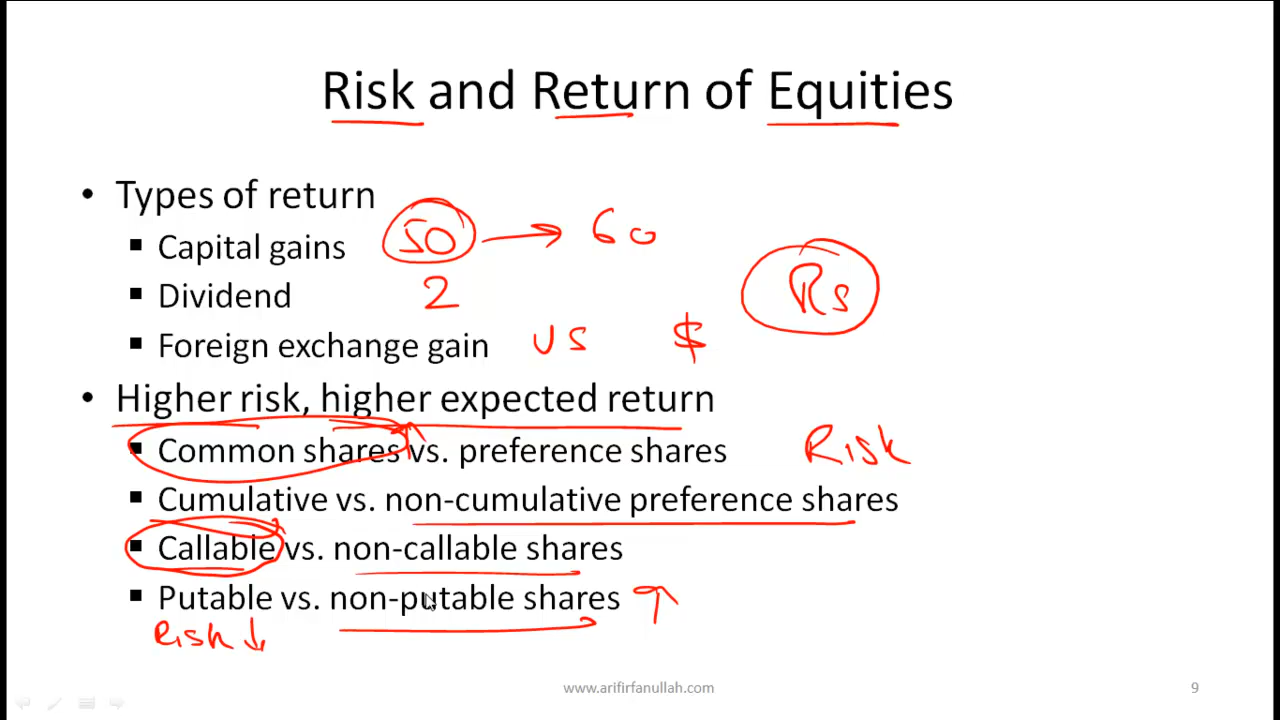 Risk and Return of Equities
• Types of return
▪ Capital gains 50 → 60
▪ Dividend 2 Rs
▪ Foreign exchange gain US $
• Higher risk, higher expected return
▪ Common shares vs. preference shares Risk
▪ Cumulative vs. non-cumulative preference shares
▪ Callable vs. non-callable shares
▪ Putable vs. non-putable shares ↑
Risk ↓
www.arifirfanullah.com 9